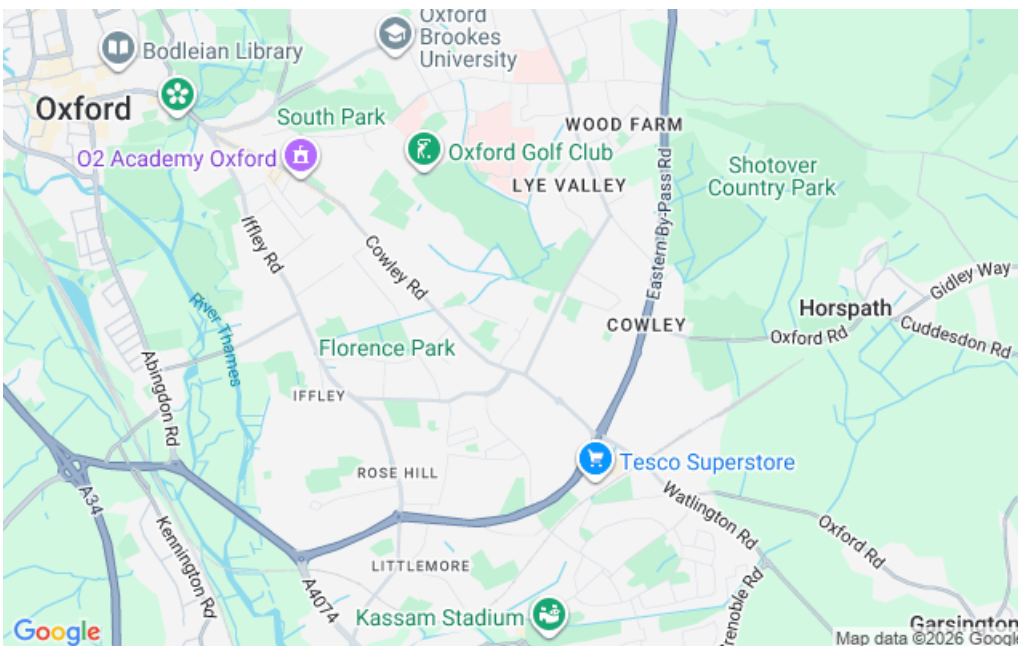 Oxford
Brookes
University
Bodleian Library
Oxford
South Park
WOOD FARM
O2 Academy Oxford
Oxford Golf Club
Shotover
Country Park
LYE VALLEY
Iffley Rd
Cowley Rd
Eastern By-Pass Rd
Gidley Way
River Thames
Horspath
COWLEY
Oxford Rd
Cuddesdon Rd
Florence Park
Abingdon Rd
IFFLEY
ROSE HILL
Tesco Superstore
A34
Watlington Rd
Kennington Rd
Oxford Rd
LITTLEMORE
A4074
Kassam Stadium
renoble Rd
Garsington
Google
Map data ©2026 Google